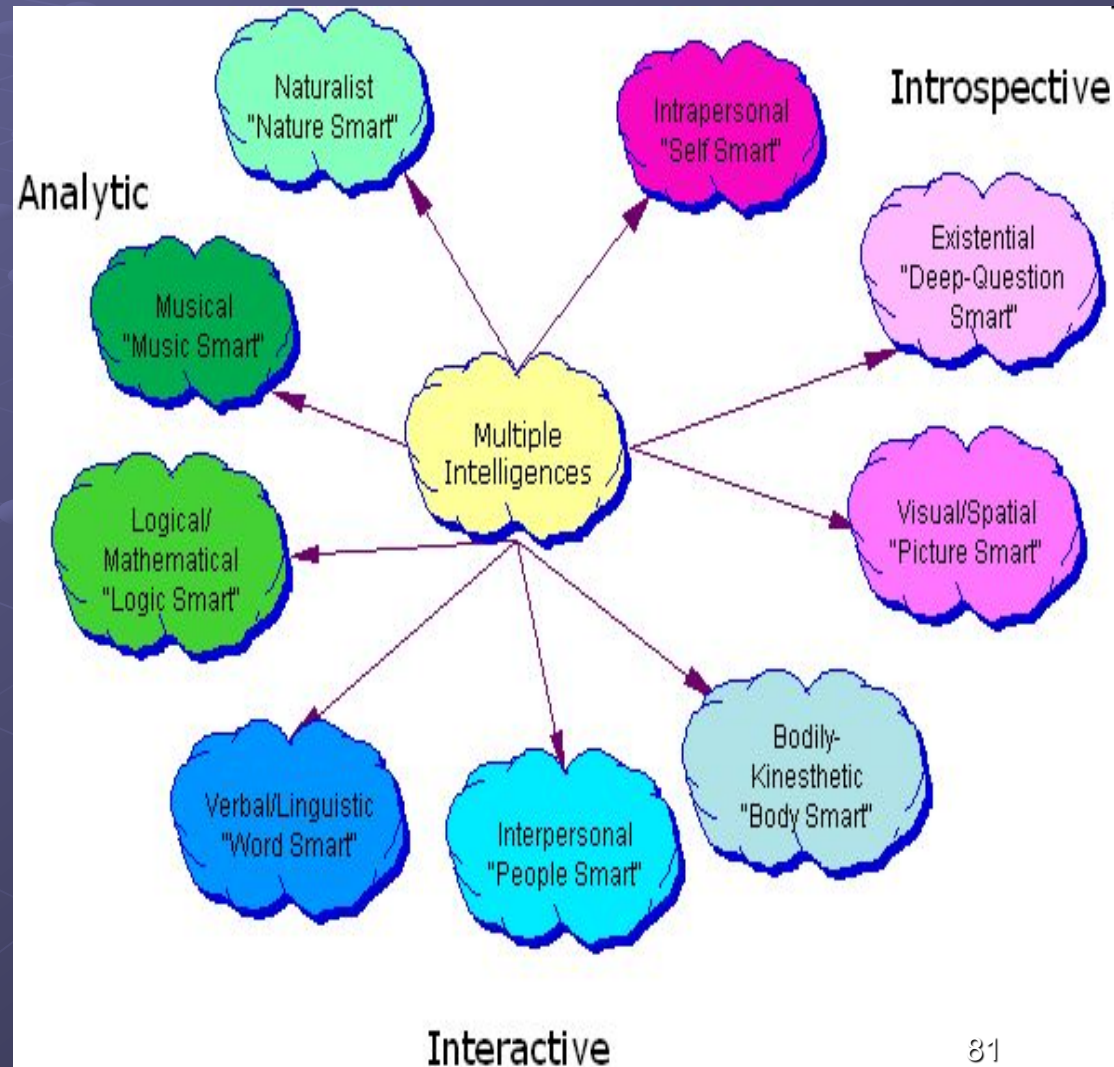 Naturalist
"Nature Smart"
Intrapersonal
"Self Smart"
Introspective
Analytic
Existential
"Deep-Question
Smart"
Musical
"Music Smart"
Multiple
Intelligences
Logical/
Mathematical
"Logic Smart"
Visual/Spatial
"Picture Smart"
Verbal/Linguistic
"Word Smart"
Interpersonal
"People Smart"
Bodily-
Kinesthetic
"Body Smart"
Interactive
81